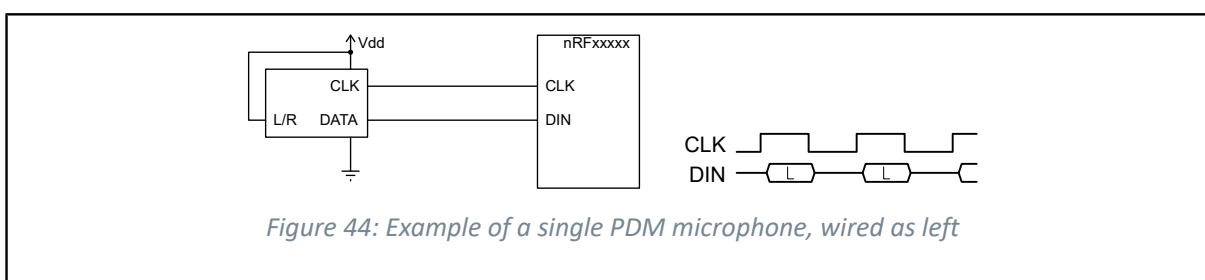 Vdd
nRFxxxxx
CLK
CLK
L/R DATA
DIN
CLK
DIN L L
Figure 44: Example of a single PDM microphone, wired as left